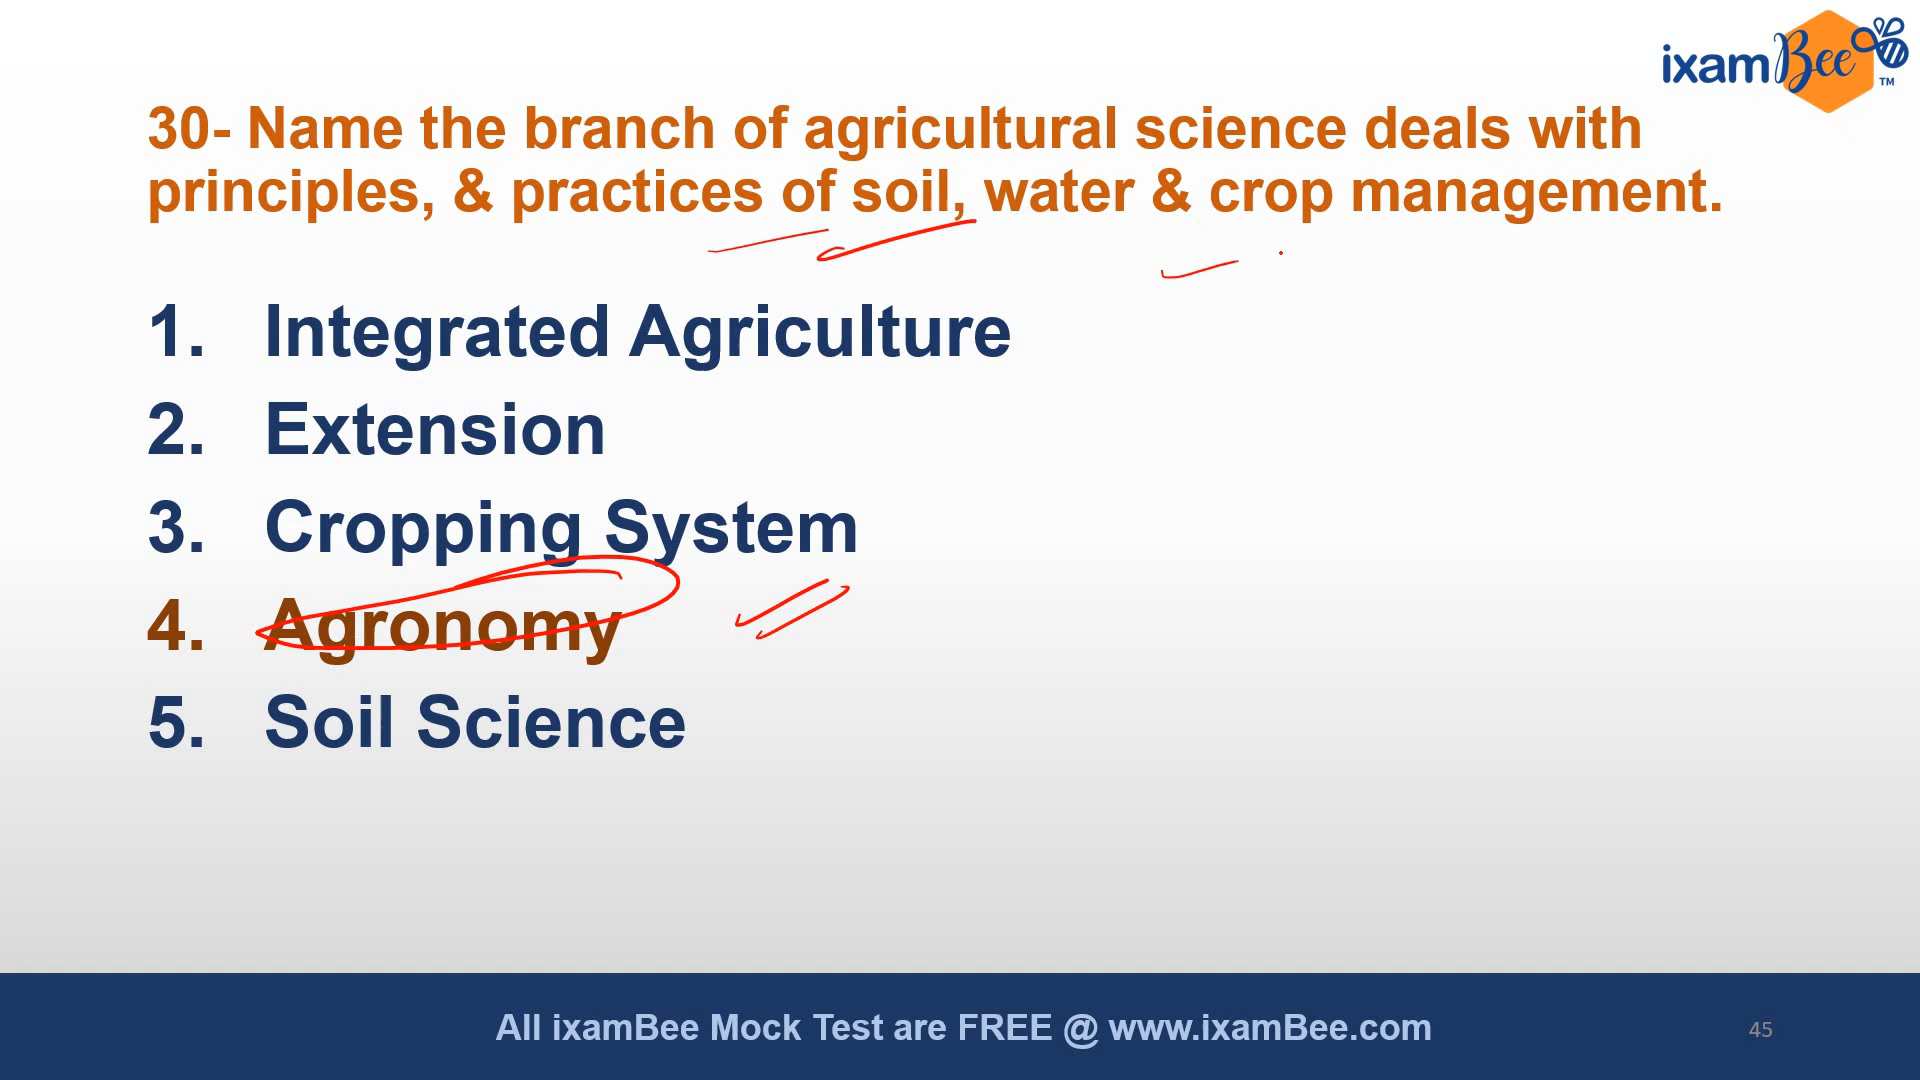 ixamBee TM
30- Name the branch of agricultural science deals with
principles, & practices of soil, water & crop management.
1. Integrated Agriculture
2. Extension
3. Cropping System
4. Agronomy
5. Soil Science
All ixamBee Mock Test are FREE @ www.ixamBee.com
45